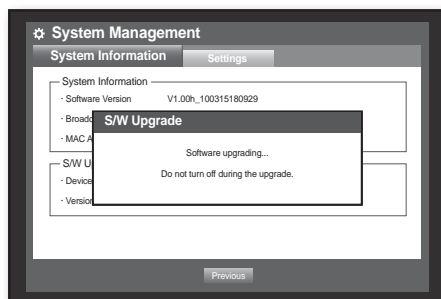 System Management
System Information
Settings
System Information
· Software Version V1.00h_100315180929
· Broadc
S/W Upgrade
· MAC A
Software upgrading...
S/W U
Do not turn off during the upgrade.
· Device
· Version
Previous